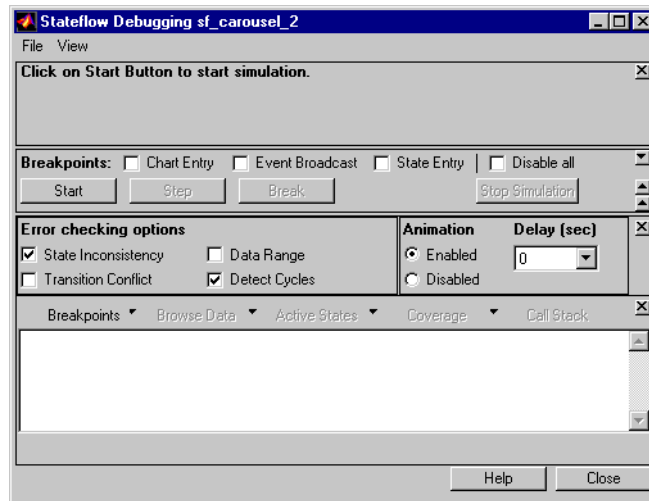 Stateflow Debugging sf_carousel_2
File View
Click on Start Button to start simulation.
Breakpoints: Chart Entry Event Broadcast State Entry Disable all
Start Step Break Stop Simulation
Error checking options Animation Delay (sec)
State Inconsistency Data Range Enabled 0
Transition Conflict Detect Cycles Disabled
Breakpoints Browse Data Active States Coverage Call Stack
Help Close